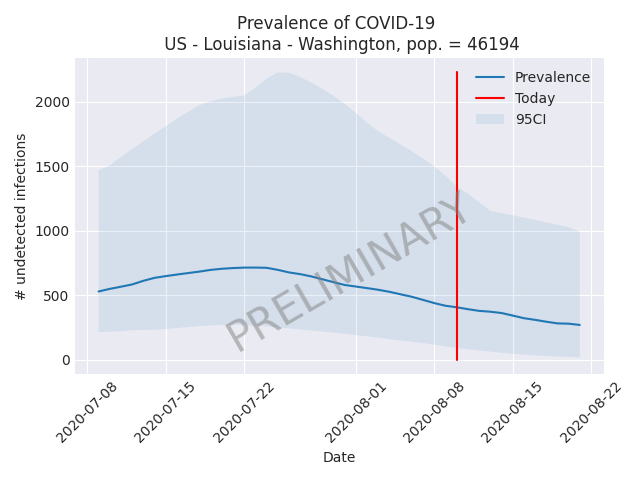 Prevalence of COVID-19
US - Louisiana - Washington, pop. = 46194
Prevalence
Today
95CI
PRELIMINARY
# undetected infections
2000
1500
1000
500
0
2020-07-08
2020-07-15
2020-07-22
2020-08-01
2020-08-08
2020-08-15
2020-08-22
Date